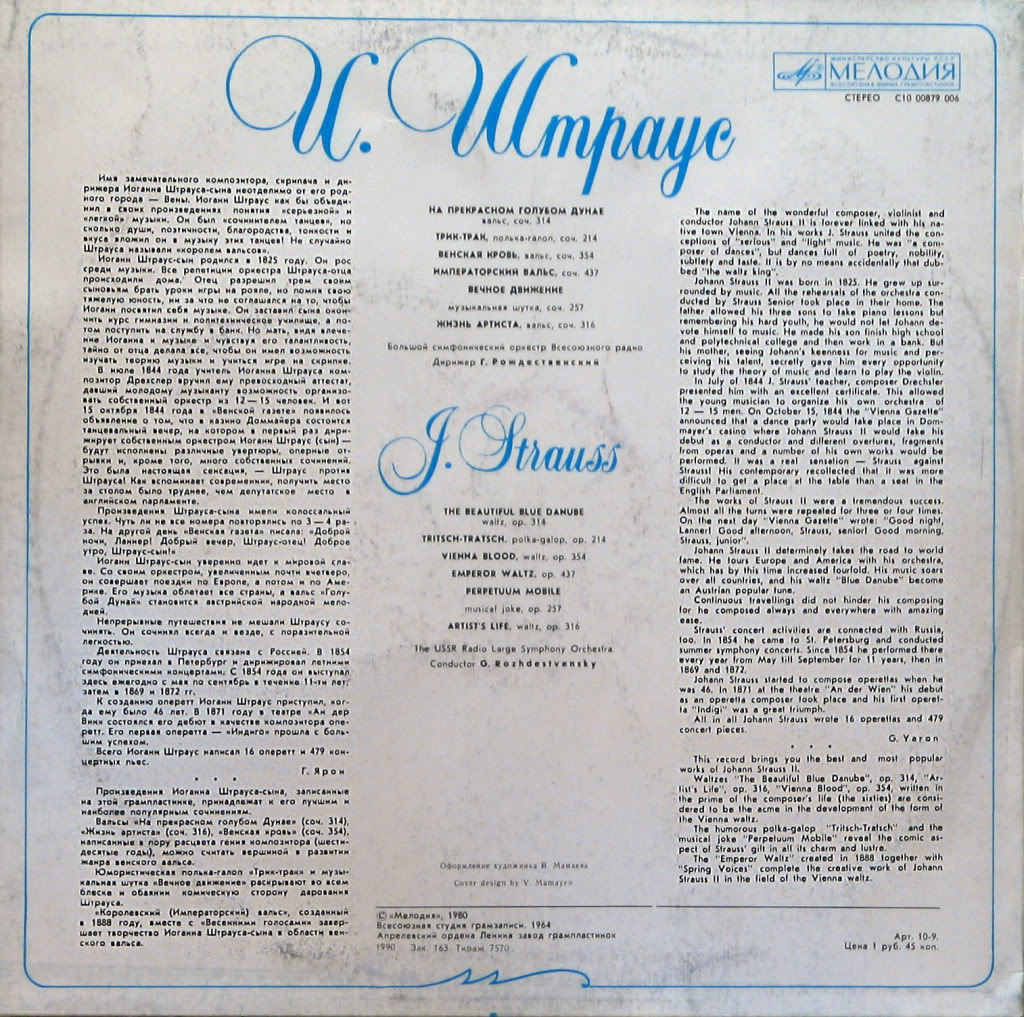 И. Штраус
МИНИСТЕРСТВО КУЛЬТУРЫ СССР
МЕЛОДИЯ
ВСЕСОЮЗНАЯ ФИРМА ГРАМПЛАСТИНОК
СТЕРЕО С10 00879 006
Имя замечательного композитора, скрипача и ди-
рижера Иоганна Штрауса-сына неотделимо от его род-
ного города — Вены. Иоганн Штраус как бы объеди-
нил в своих произведениях понятия «серьезной» и
«легкой» музыки. Он был «сочинителем танцев», но
сколько души, поэтичности, благородства, тонкости и
вкуса вложил он в музыку этих танцев! Не случайно
Штрауса называли «королем вальсов».
Иоганн Штраус-сын родился в 1825 году. Он рос
среди музыки. Все репетиции оркестра Штрауса-отца
происходили дома. Отец разрешил трем своим
сыновьям брать уроки игры на рояле, но помня свою
тяжелую юность, ни за что не соглашался на то, чтобы
Иоганн посвятил себя музыке. Он заставил сына окон-
чить курс гимназии и политехническое училище, а по-
том поступить на службу в банк. Но мать, видя влече-
ние Иоганна к музыке и чувствуя его талантливость,
тайно от отца делала все, чтобы он имел возможность
изучать теорию музыки и учиться игре на скрипке.
В июле 1844 года учитель Иоганна Штрауса ком-
позитор Дрехслер вручил ему превосходный аттестат,
давший молодому музыканту возможность организо-
вать собственный оркестр из 12—15 человек. И вот
15 октября 1844 года в «Венской газете» появилось
объявление о том, что в казино Доммайера состоится
танцевальный вечер, на котором в первый раз дири-
жирует собственным оркестром Иоганн Штраус (сын) —
будут исполнены различные увертюры, оперные от-
рывки и, кроме того, много собственных сочинений.
Это была настоящая сенсация, — Штраус против
Штрауса! Как вспоминает современник, получить место
за столом было труднее, чем депутатское место в
английском парламенте.
Произведения Штрауса-сына имели колоссальный
успех. Чуть ли не все номера повторялись по 3—4 ра-
за. На другой день «Венская газета» писала: «Доброй
ночи, Ланнер! Добрый вечер, Штраус-отец! Доброе
утро, Штраус-сын!»
Иоганн Штраус-сын уверенно идет к мировой сла-
ве. Со своим оркестром, увеличенным почти вчетверо,
он совершает поездки по Европе, а потом и по Аме-
рике. Его музыка облетает все страны, а вальс «Голу-
бой Дунай» становится австрийской народной мело-
дией.
Непрерывные путешествия не мешали Штраусу со-
чинять. Он сочинял всегда и везде, с поразительной
легкостью.
Деятельность Штрауса связана с Россией. В 1854
году он приехал в Петербург и дирижировал летними
симфоническими концертами. С 1854 года он выступал
здесь ежегодно с мая по сентябрь в течение 11-ти лет,
затем в 1869 и 1872 гг.
К созданию оперетт Иоганн Штраус приступил, ког-
да ему было 46 лет. В 1871 году в театре «Ан дер
Вин» состоялся его дебют в качестве композитора опе-
ретт. Его первая оперетта — «Индиго» прошла с боль-
шим успехом.
Всего Иоганн Штраус написал 16 оперетт и 479 кон-
цертных пьес.
Г. Ярон
* * *
Произведения Иоганна Штрауса-сына, записанные
на этой грампластинке, принадлежат к его лучшим и
наиболее популярным сочинениям.
Вальсы «На прекрасном голубом Дунае» (соч. 314),
«Жизнь артиста» (соч. 316), «Венская кровь» (соч. 354),
написанные в пору расцвета гения композитора (шести-
десятые годы), можно считать вершиной в развитии
жанра венского вальса.
Юмористическая полька-галоп «Трик-трак» и музы-
кальная шутка «Вечное движение» раскрывают во всем
блеске и обаянии комическую сторону дарования
Штрауса.
«Королевский (Императорский) вальс», созданный
в 1888 году, вместе с «Весенними голосами» завер-
шает творчество Иоганна Штрауса-сына в области вен-
ского вальса.
НА ПРЕКРАСНОМ ГОЛУБОМ ДУНАЕ
вальс, соч. 314
ТРИК-ТРАК, полька-галоп, соч. 214
ВЕНСКАЯ КРОВЬ, вальс, соч. 354
ИМПЕРАТОРСКИЙ ВАЛЬС, соч. 437
ВЕЧНОЕ ДВИЖЕНИЕ
музыкальная шутка, соч. 257
ЖИЗНЬ АРТИСТА, вальс, соч. 316
Большой симфонический оркестр Всесоюзного радио
Дирижер Г. Рождественский
J. Strauss
THE BEAUTIFUL BLUE DANUBE
waltz, op. 314
TRITSCH-TRATSCH, polka-galop, op. 214
VIENNA BLOOD, waltz, op. 354
EMPEROR WALTZ, op. 437
PERPETUUM MOBILE
musical joke, op. 257
ARTIST'S LIFE, waltz, op. 316
The USSR Radio Large Symphony Orchestra
Conductor G. Rozhdestvensky
Оформление художника В. Мамаева
Cover design by V. Mamayev
The name of the wonderful composer, violinist and
conductor Johann Strauss II is forever linked with his na-
tive town Vienna. In his works J. Strauss united the con-
ceptions of "serious" and "light" music. He was "a com-
poser of dances", but dances full of poetry, nobility,
subtlety and taste. It is by no means accidentally that dub-
bed "the waltz king".
Johann Strauss II was born in 1825. He grew up sur-
rounded by music. All the rehearsals of the orchestra con-
ducted by Strauss Senior took place in their home. The
father allowed his three sons to take piano lessons but
remembering his hard youth, he would not let Johann de-
vote himself to music. He made his son finish high school
and polytechnical college and then work in a bank. But
his mother, seeing Johann's keenness for music and per-
ceiving his talent, secretly gave him every opportunity
to study the theory of music and learn to play the violin.
In July of 1844 J. Strauss' teacher, composer Drechsler
presented him with an excellent certificate. This allowed
the young musician to organize his own orchestra of
12 — 15 men. On October 15, 1844 the "Vienna Gazette"
announced that a dance party would take place in Dom-
mayer's casino where Johann Strauss II would take his
debut as a conductor and different overtures, fragments
from operas and a number of his own works would be
performed. It was a real sensation — Strauss against
Strauss! His contemporary recollected that it was more
difficult to get a place at the table than a seat in the
English Parliament.
The works of Strauss II were a tremendous success.
Almost all the turns were repeated for three or four times.
On the next day "Vienna Gazette" wrote: "Good night,
Lanner! Good afternoon, Strauss, senior! Good morning,
Strauss, junior".
Johann Strauss II determinely takes the road to world
fame. He tours Europe and America with his orchestra,
which has by this time increased fourfold. His music soars
over all countries, and his waltz "Blue Danube" become
an Austrian popular tune.
Continuous travellings did not hinder his composing
for he composed always and everywhere with amazing
ease.
Strauss' concert activities are connected with Russia,
too. In 1854 he came to St. Petersburg and conducted
summer symphony concerts. Since 1854 he performed there
every year from May till September for 11 years, then in
1869 and 1872.
Johann Strauss started to compose operettas when he
was 46. In 1871 at the theatre "An der Wien" his debut
as an operetta composer took place and his first operet-
ta "Indigi" was a great triumph.
All in all Johann Strauss wrote 16 operettas and 479
concert pieces.
G. Yaron
* * *
This record brings you the best and most popular
works of Johann Strauss II.
Waltzes "The Beautiful Blue Danube", op. 314, "Ar-
tist's Life", op. 316, "Vienna Blood", op. 354, written in
the prime of the composer's life (the sixties) are consi-
dered to be the acme in the development of the form of
the Vienna waltz.
The humorous polka-galop "Tritsch-Tratsch" and the
musical joke "Perpetuum Mobile" reveal the comic as-
pect of Strauss' gift in all its charm and lustre.
The "Emperor Waltz" created in 1888 together with
"Spring Voices" complete the creative work of Johann
Strauss II in the field of the Vienna waltz.
© «Мелодия», 1980
Всесоюзная студия грамзаписи. 1964
Апрелевский ордена Ленина завод грампластинок
1990 Зак. 163. Тираж 7570
Арт. 10-9.
Цена 1 руб. 45 коп.